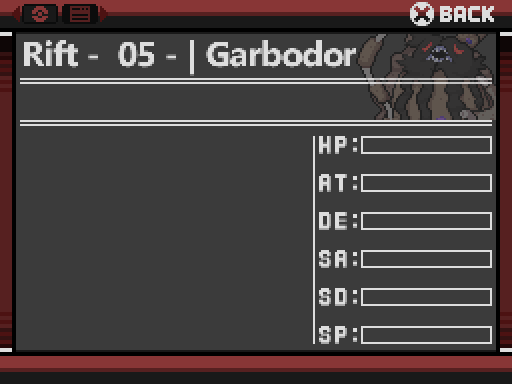 BACK
Rift -  05 - | Garbodor
HP:
AT:
DE:
SA:
SD:
SP: